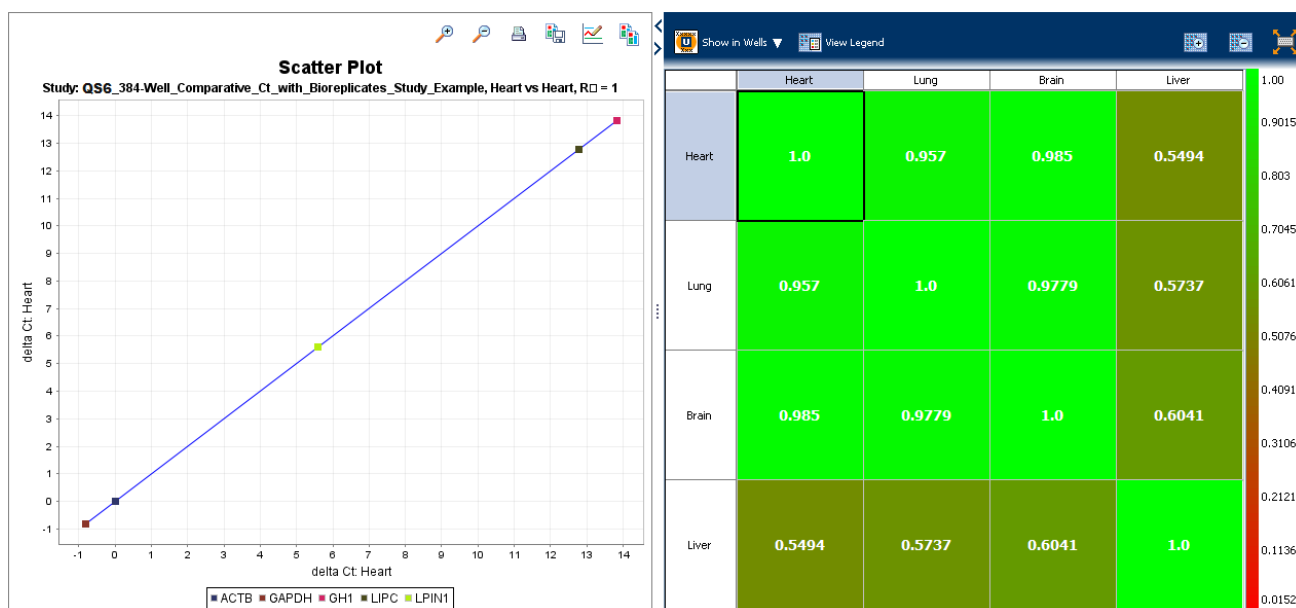 Scatter Plot
Study: QS6_384-Well_Comparative_Ct_with_Bioreplicates_Study_Example, Heart vs Heart, R□ = 1
14
13
12
11
10
9
8
7
6
5
4
3
2
1
0
-1
delta Ct: Heart
-1 0 1 2 3 4 5 6 7 8 9 10 11 12 13 14
delta Ct: Heart
ACTB GAPDH GH1 LIPC LPIN1
U Show in Wells ▼ View Legend
Heart Lung Brain Liver
Heart 1.0 0.957 0.985 0.5494
Lung 0.957 1.0 0.9779 0.5737
Brain 0.985 0.9779 1.0 0.6041
Liver 0.5494 0.5737 0.6041 1.0
1.00
0.9015
0.803
0.7045
0.6061
0.5076
0.4091
0.3106
0.2121
0.1136
0.0152